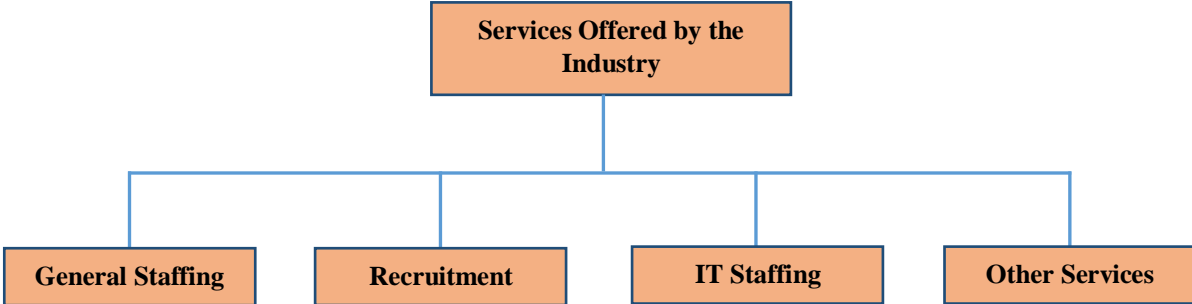 Services Offered by the
Industry
General Staffing
Recruitment
IT Staffing
Other Services